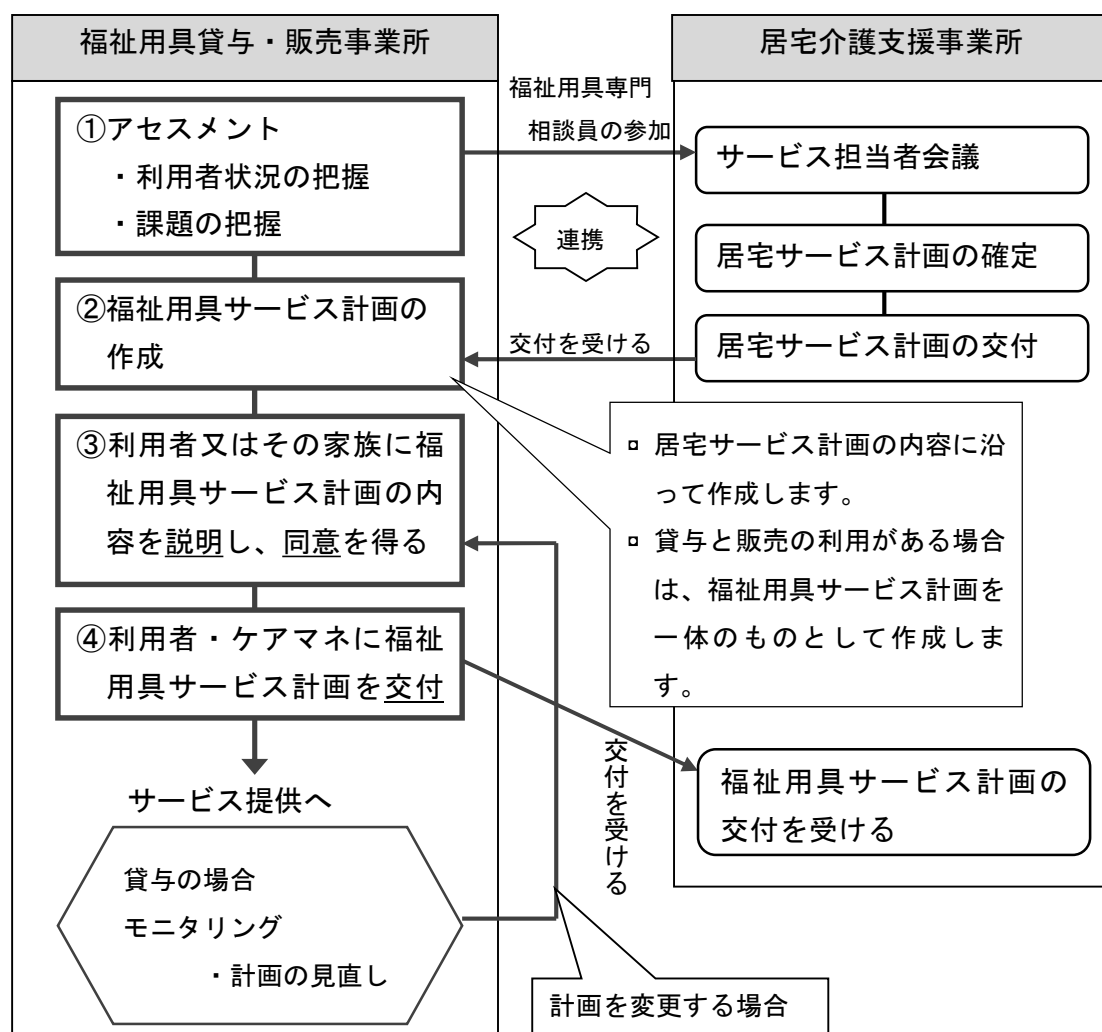 福祉用具貸与・販売事業所
居宅介護支援事業所
福祉用具専門
相談員の参加
①アセスメント
・利用者状況の把握
・課題の把握
サービス担当者会議
連携
居宅サービス計画の確定
②福祉用具サービス計画の
作成
交付を受ける
居宅サービス計画の交付
③利用者又はその家族に福
祉用具サービス計画の内
容を説明し、同意を得る
¤ 居宅サービス計画の内容に沿
って作成します。
¤ 貸与と販売の利用がある場合
は、福祉用具サービス計画を
一体のものとして作成しま
す。
④利用者・ケアマネに福祉
用具サービス計画を交付
交付を受ける
福祉用具サービス計画の
交付を受ける
サービス提供へ
貸与の場合
モニタリング
・計画の見直し
計画を変更する場合